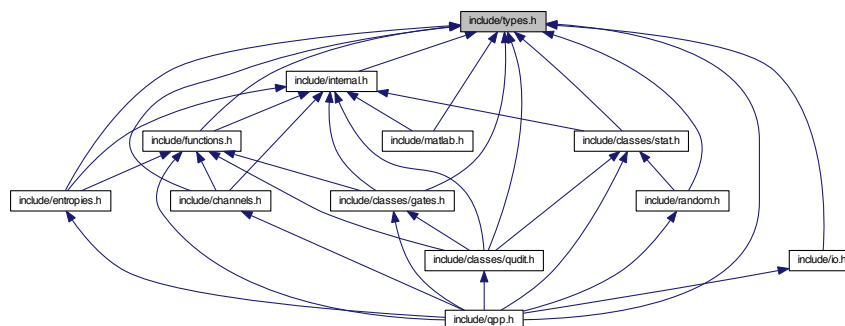 include/types.h
include/internal.h
include/functions.h
include/matlab.h
include/classes/stat.h
include/entropies.h
include/channels.h
include/classes/gates.h
include/random.h
include/classes/qudit.h
include/io.h
include/qpp.h